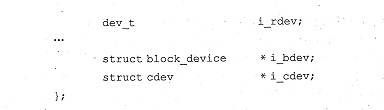 dev_t i_rdev;
...
struct block_device * i_bdev;
struct cdev * i_cdev;
};